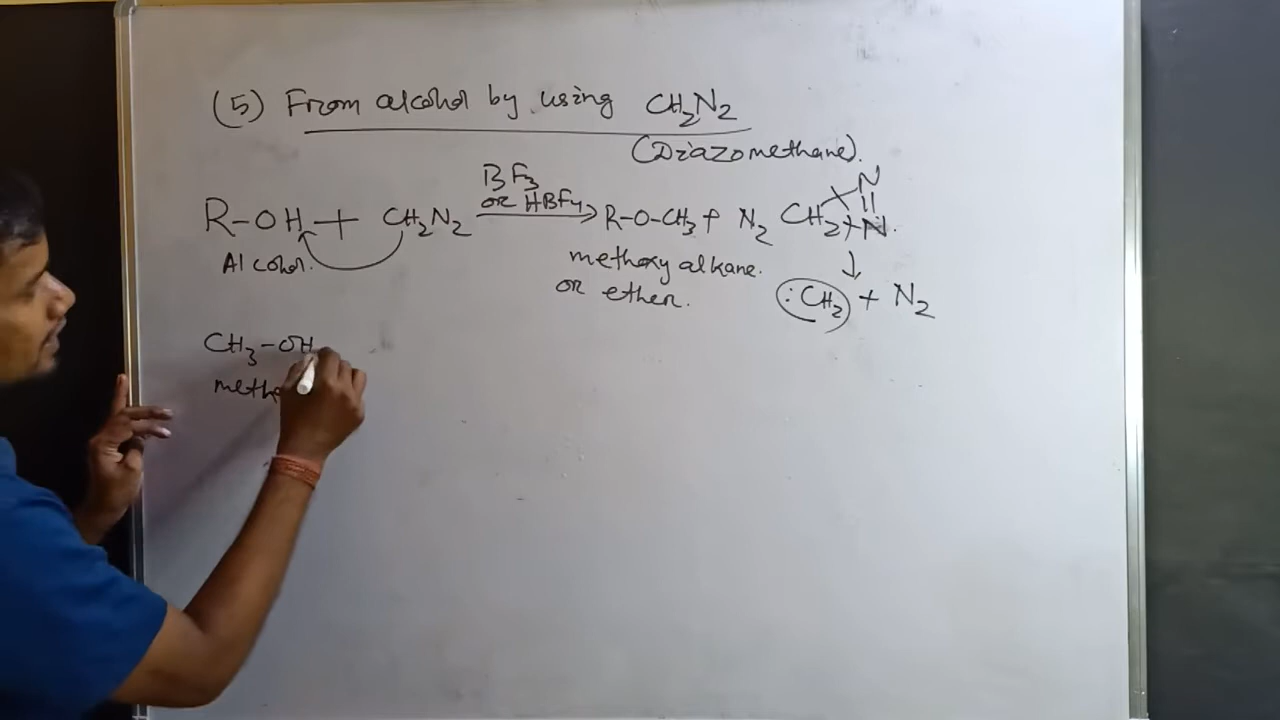 (5) From alcohol by using CH₂N₂
(Diazomethane).
R-OH + CH₂N₂ BF₃ or HBF₄ → R-O-CH₃ + N₂
Alcohol.
methoxy alkane.
or ether.
CH₂ N = N.
↓
:CH₂ + N₂
CH₃-OH